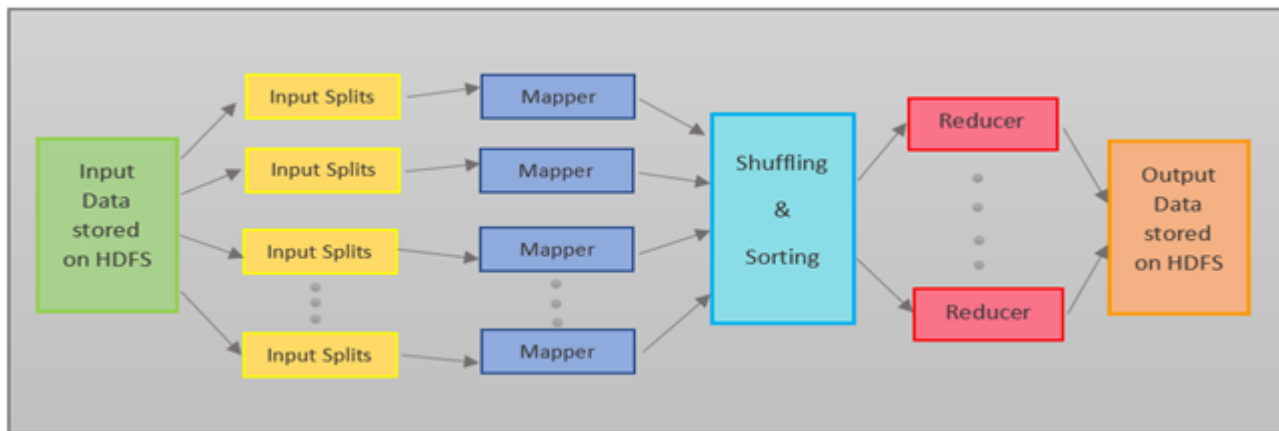 Input
Data
stored
on HDFS
Input Splits
Input Splits
Input Splits
Input Splits
Mapper
Mapper
Mapper
Mapper
Shuffling
&
Sorting
Reducer
Reducer
Output
Data
stored
on HDFS